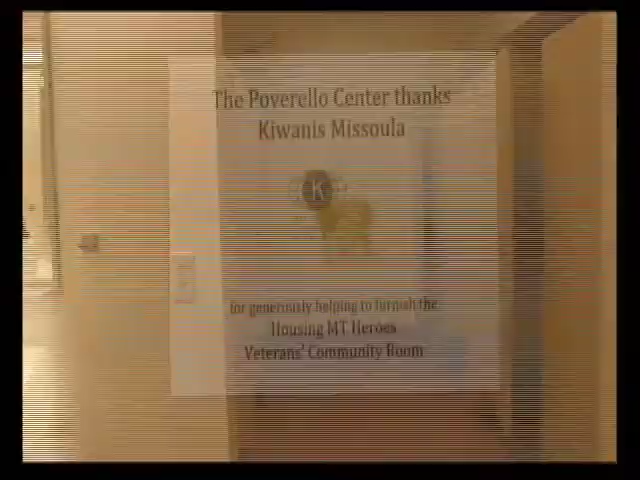 The Poverello Center thanks
Kiwanis Missoula
K
for generously helping to furnish the
Housing MT Heroes
Veterans' Community Room